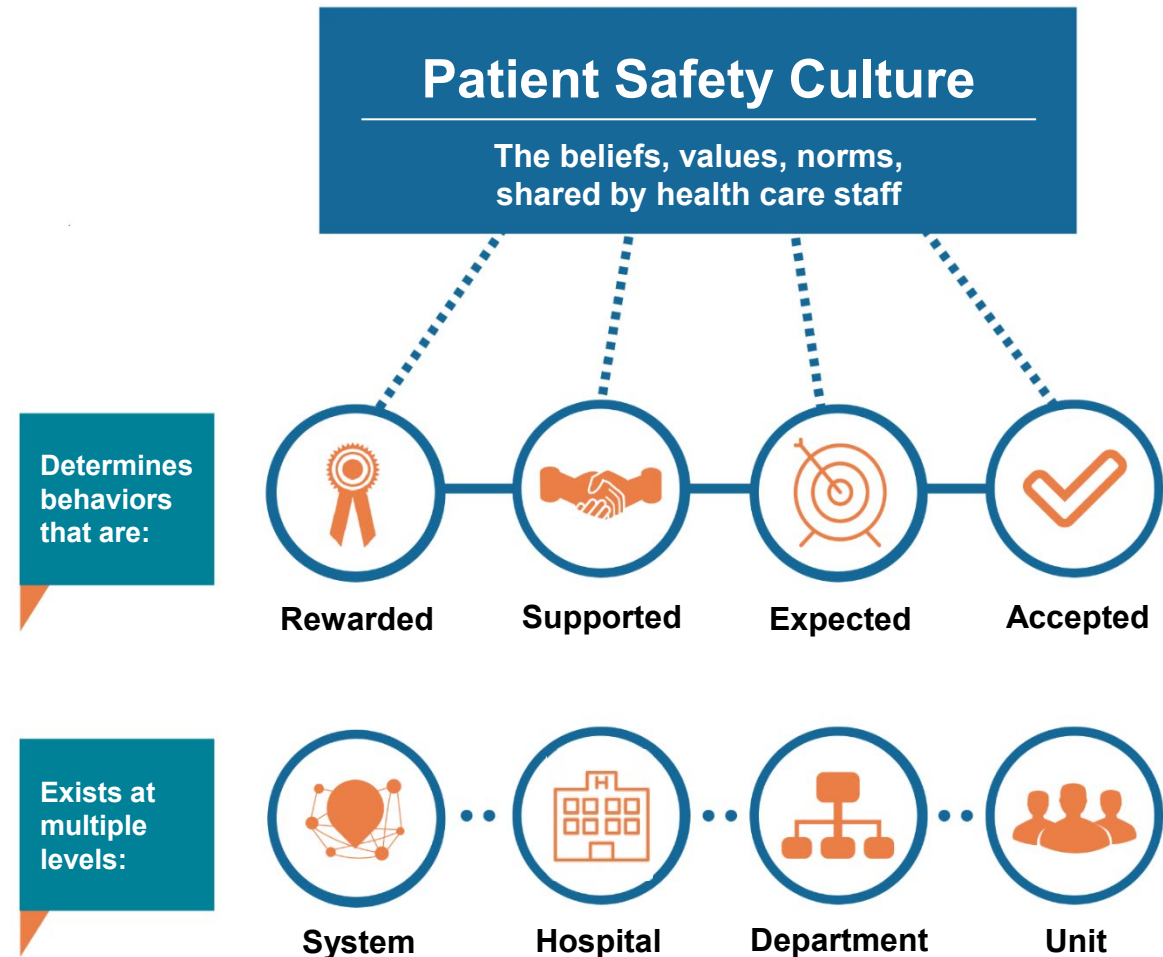 Patient Safety Culture
The beliefs, values, norms,
shared by health care staff
Determines
behaviors
that are:
Rewarded
Supported
Expected
Accepted
Exists at
multiple
levels:
H
System
Hospital
Department
Unit